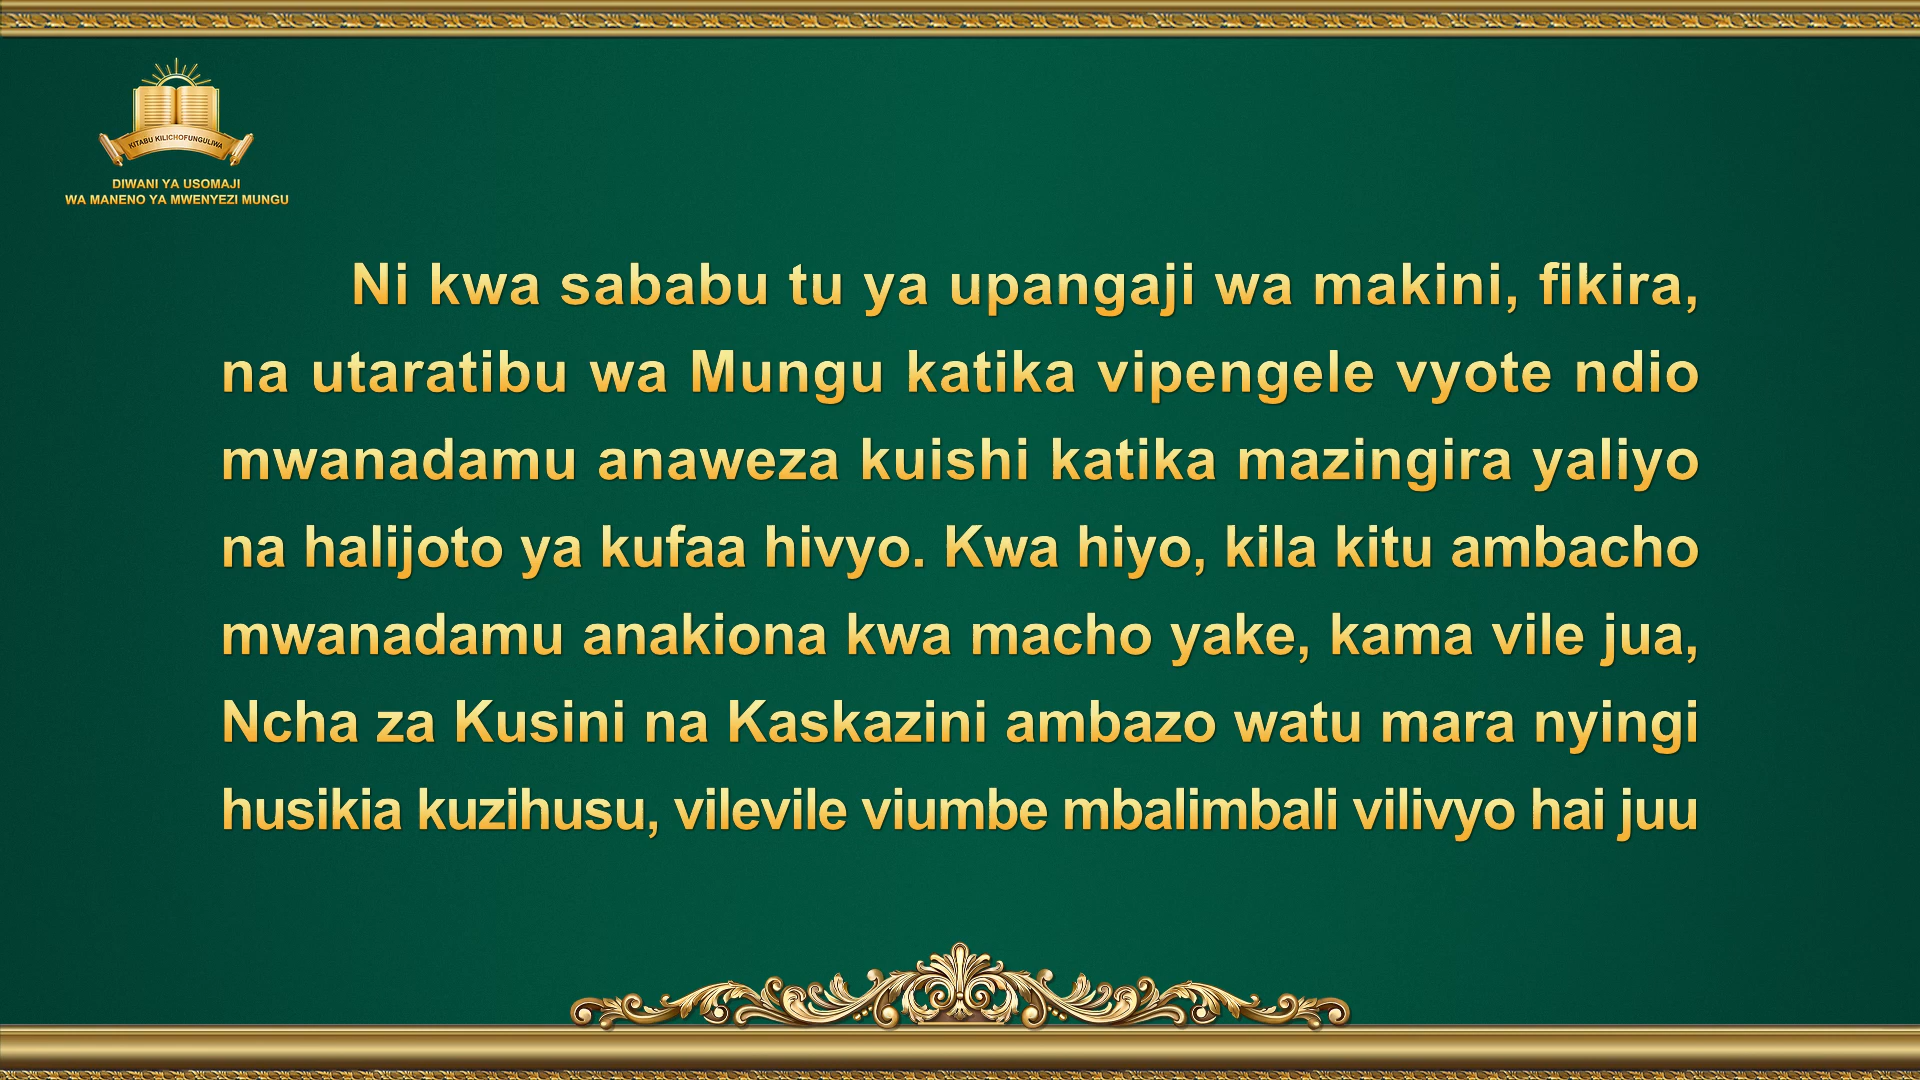 KITABU KILICHOFUNGULIWA
DIWANI YA USOMAJI
WA MANENO YA MWENYEZI MUNGU
Ni kwa sababu tu ya upangaji wa makini, fikira,
na utaratibu wa Mungu katika vipengele vyote ndio
mwanadamu anaweza kuishi katika mazingira yaliyo
na halijoto ya kufaa hivyo. Kwa hiyo, kila kitu ambacho
mwanadamu anakiona kwa macho yake, kama vile jua,
Ncha za Kusini na Kaskazini ambazo watu mara nyingi
husikia kuzihusu, vilevile viumbe mbalimbali vilivyo hai juu